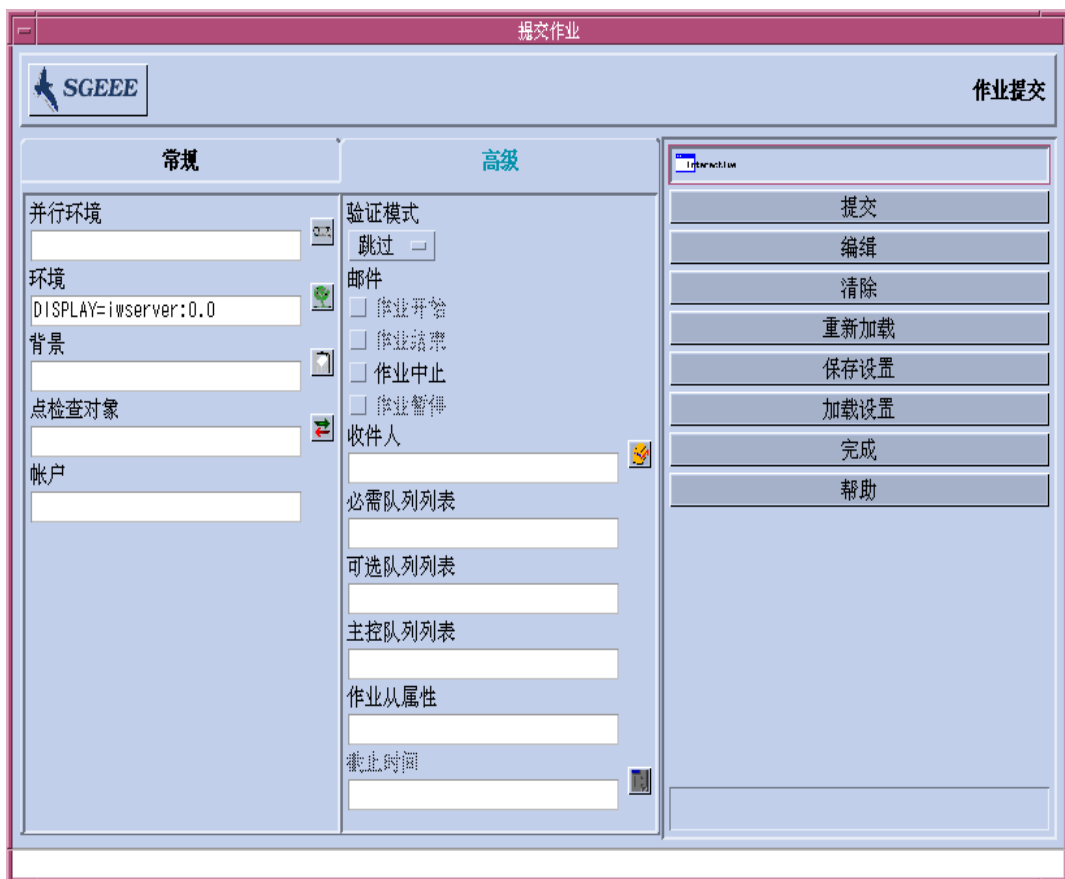 提交作业
SGEEE
作业提交
常规
高级
并行环境
环境
DISPLAY=iwserver:0.0
背景
点检查对象
帐户
验证模式
跳过
邮件
作业开始
作业结束
作业中止
作业暂停
收件人
必需队列列表
可选队列列表
主控队列列表
作业从属性
截止时间
Interactive
提交
编缉
清除
重新加载
保存设置
加载设置
完成
帮助